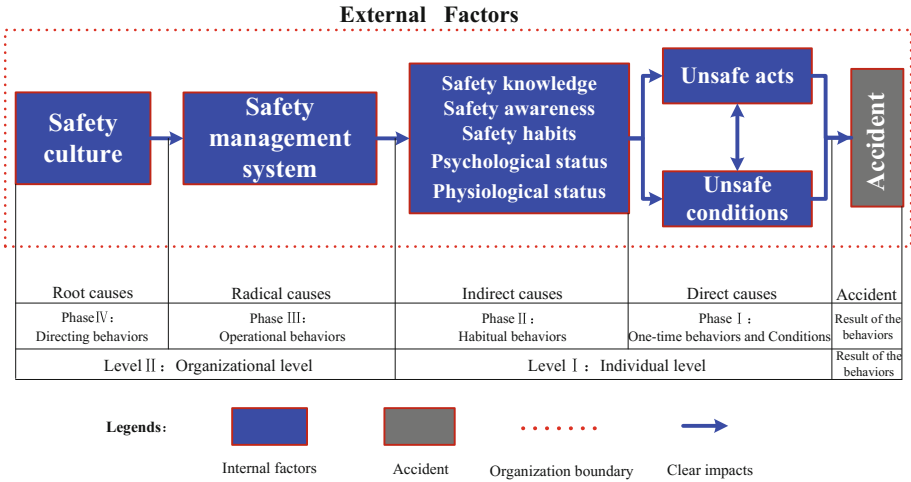 External Factors
Safety
culture
Safety
management
system
Safety knowledge
Safety awareness
Safety habits
Psychological status
Physiological status
Unsafe acts
Unsafe
conditions
Accident
Root causes
Radical causes
Indirect causes
Direct causes
Accident
PhaseⅣ:
Directing behaviors
Phase Ⅲ:
Operational behaviors
Phase Ⅱ:
Habitual behaviors
Phase Ⅰ:
One-time behaviors and Conditions
Result of the
behaviors
Level Ⅱ: Organizational level
Level Ⅰ: Individual level
Result of the
behaviors
Legends:
Internal factors
Accident
Organization boundary
Clear impacts